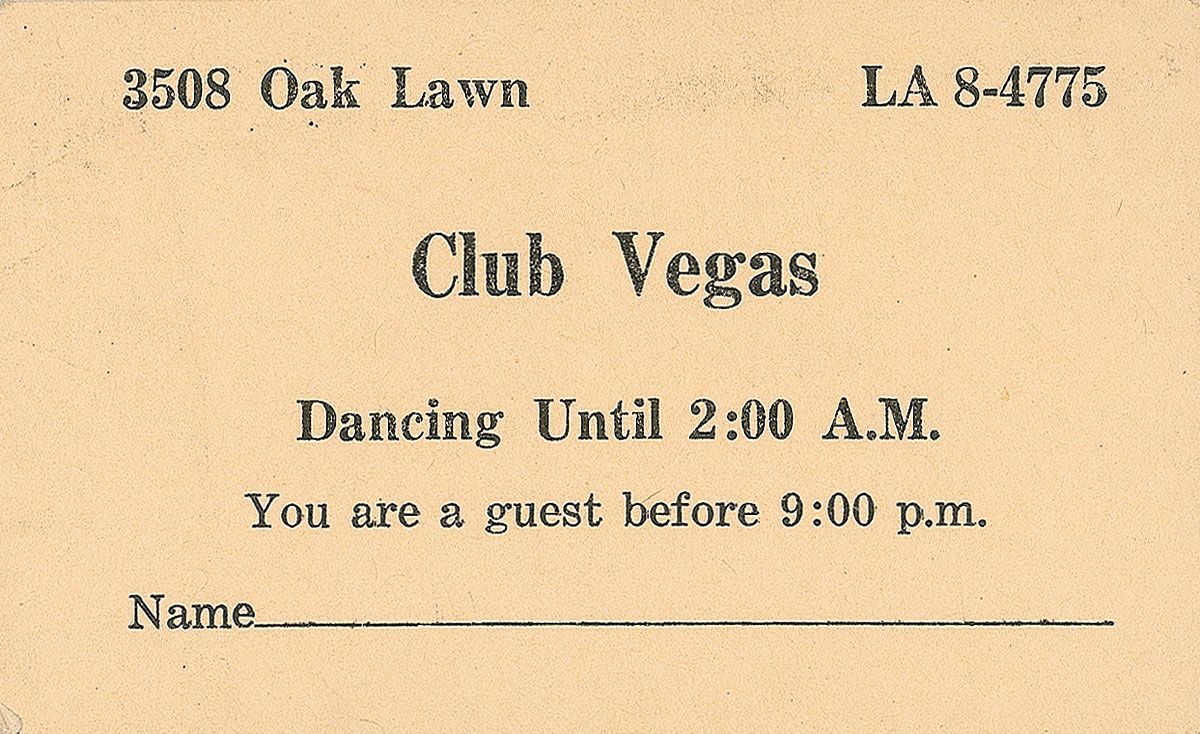 3508 Oak Lawn LA 8-4775
Club Vegas
Dancing Until 2:00 A.M.
You are a guest before 9:00 p.m.
Name